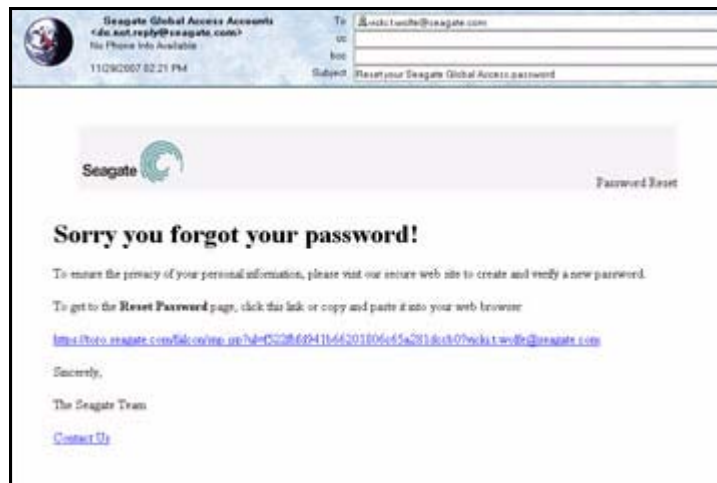 Seagate Global Access Accounts
<do.not.reply@seagate.com>
No Phone Info Available
11/29/2007 02:21 PM
To vicki.t.wolfe@seagate.com
cc
bcc
Subject Reset your Seagate Global Access password
Seagate
Password Reset
Sorry you forgot your password!
To ensure the privacy of your personal information, please visit our secure web site to create and verify a new password.
To get to the Reset Password page, click this link or copy and paste it into your web browser
Sincerely,
The Seagate Team
Contact Us